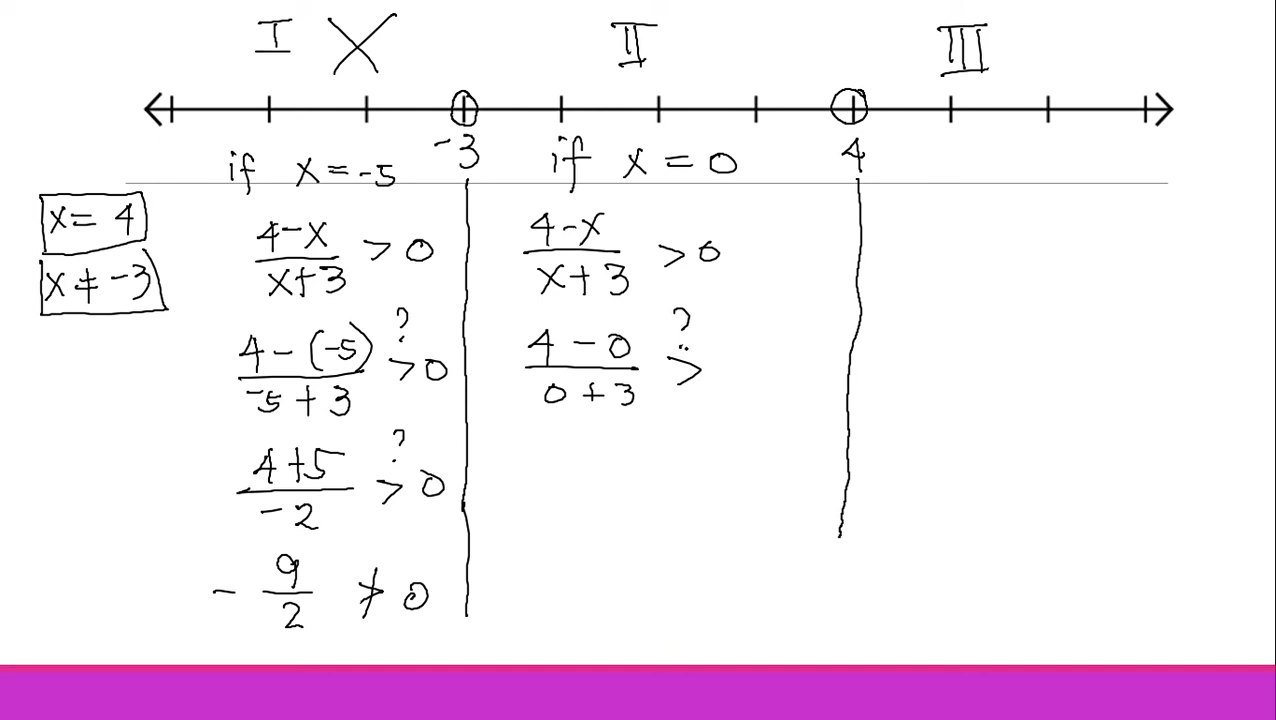 I X II III
-3 4
if x = -5 if x = 0
x = 4
x ≠ -3
4-x
x+3 > 0
4-x
x+3 > 0
4-(-5)
-5+3 ?
> 0
4-0
0+3 ?
>
4+5
-2 ?
> 0
- 9
2 ≯ 0